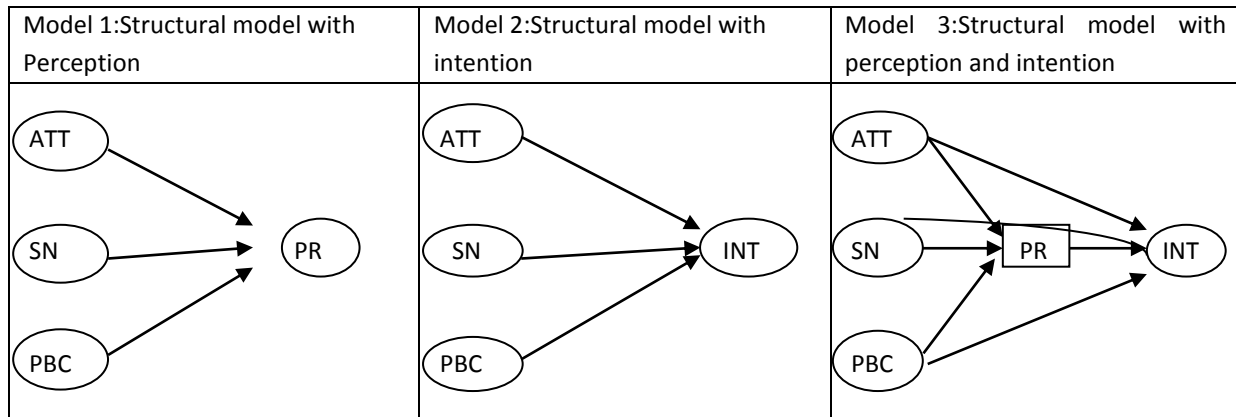 Model 1:Structural model with
Perception
Model 2:Structural model with
intention
Model 3:Structural model with
perception and intention
ATT
SN
PR
PBC
ATT
SN
INT
PBC
ATT
SN
PR
INT
PBC